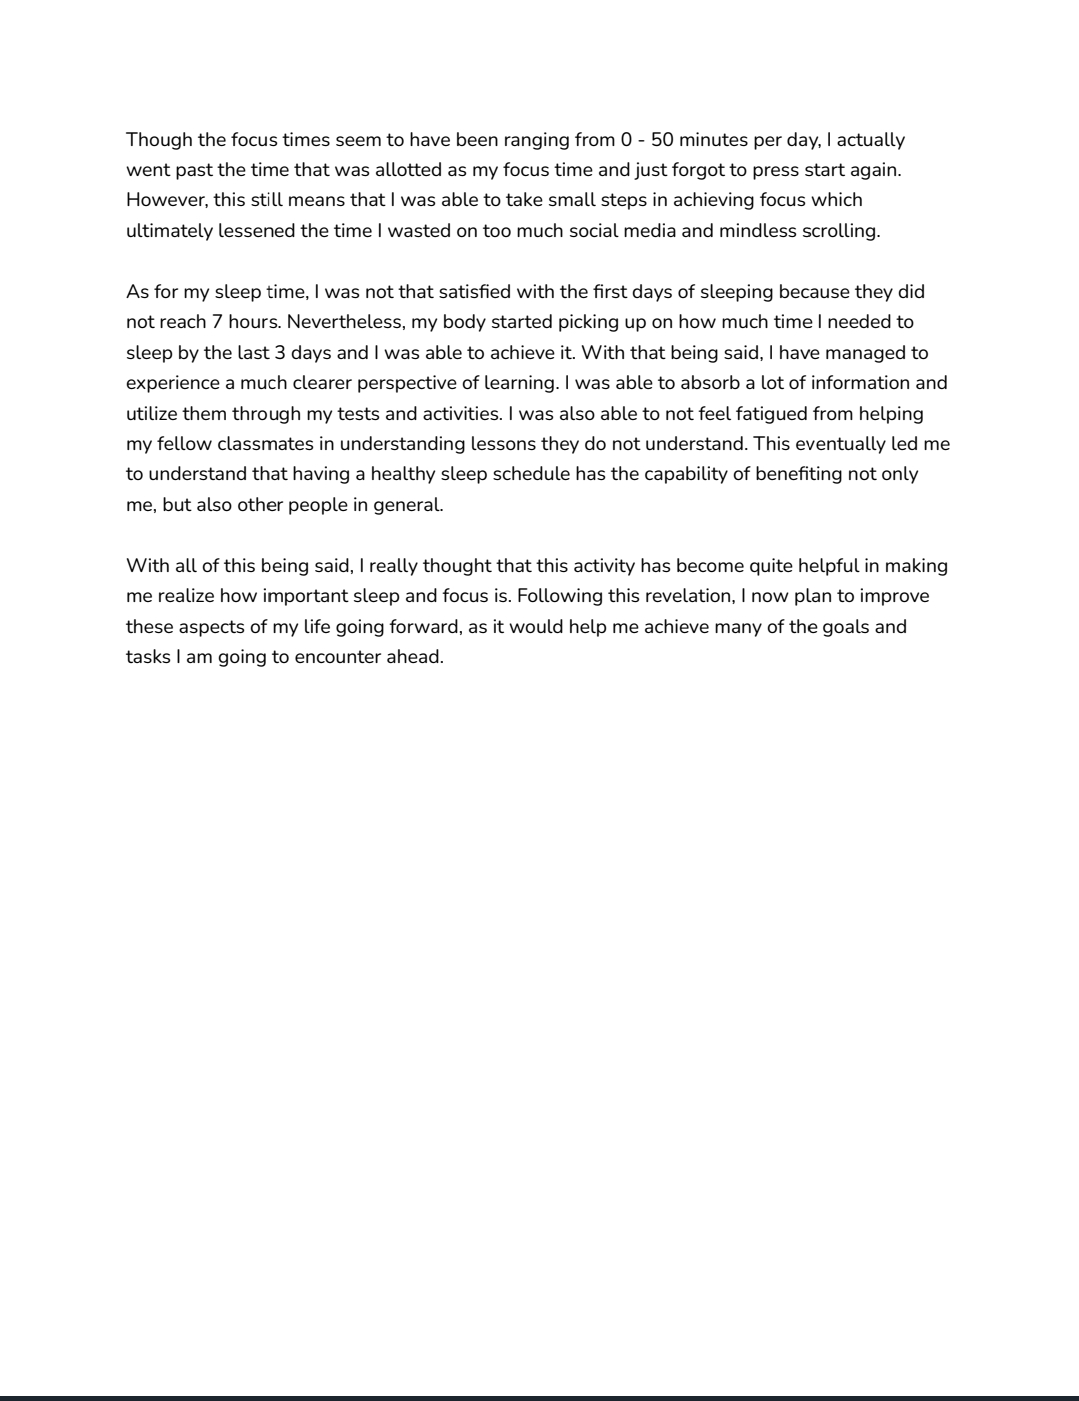 Though the focus times seem to have been ranging from 0 - 50 minutes per day, I actually
went past the time that was allotted as my focus time and just forgot to press start again.
However, this still means that I was able to take small steps in achieving focus which
ultimately lessened the time I wasted on too much social media and mindless scrolling.
As for my sleep time, I was not that satisfied with the first days of sleeping because they did
not reach 7 hours. Nevertheless, my body started picking up on how much time I needed to
sleep by the last 3 days and I was able to achieve it. With that being said, I have managed to
experience a much clearer perspective of learning. I was able to absorb a lot of information and
utilize them through my tests and activities. I was also able to not feel fatigued from helping
my fellow classmates in understanding lessons they do not understand. This eventually led me
to understand that having a healthy sleep schedule has the capability of benefiting not only
me, but also other people in general.
With all of this being said, I really thought that this activity has become quite helpful in making
me realize how important sleep and focus is. Following this revelation, I now plan to improve
these aspects of my life going forward, as it would help me achieve many of the goals and
tasks I am going to encounter ahead.